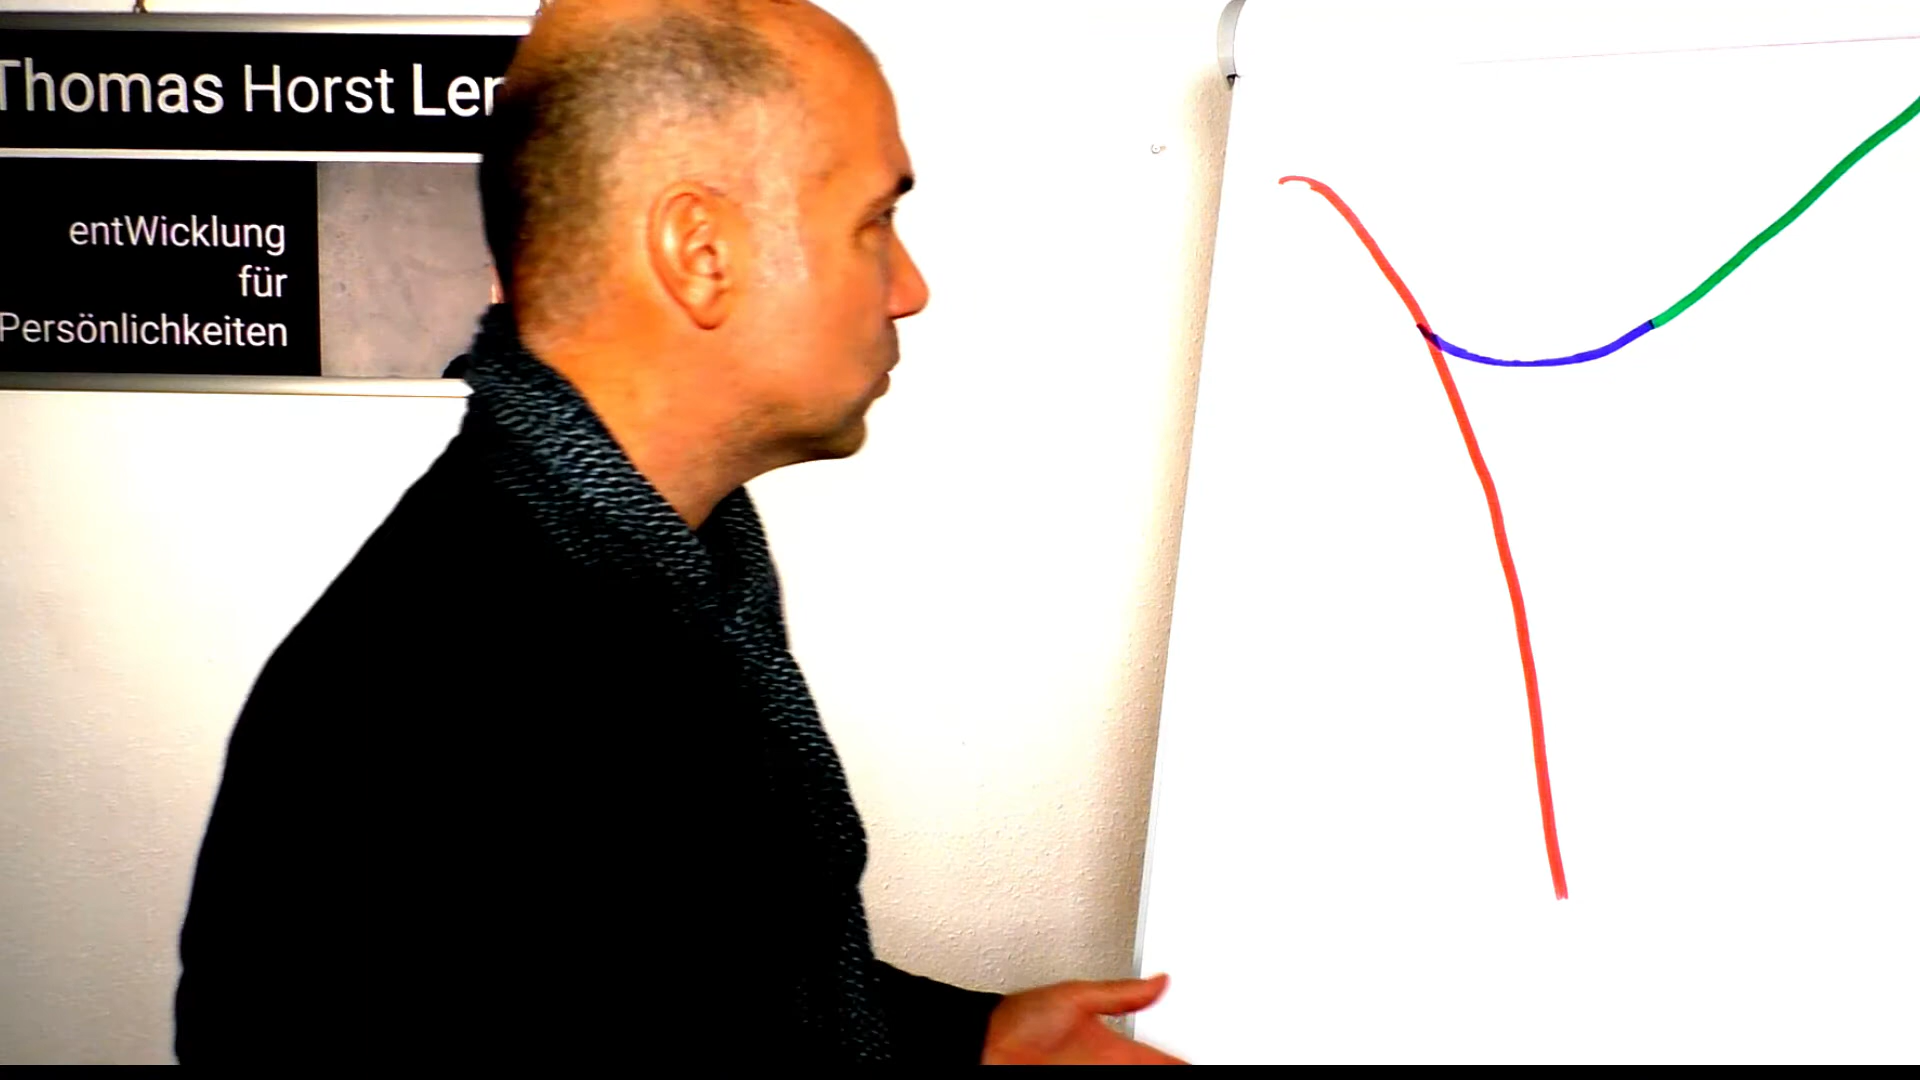 Thomas Horst Ler
entWicklung
für
Persönlichkeiten